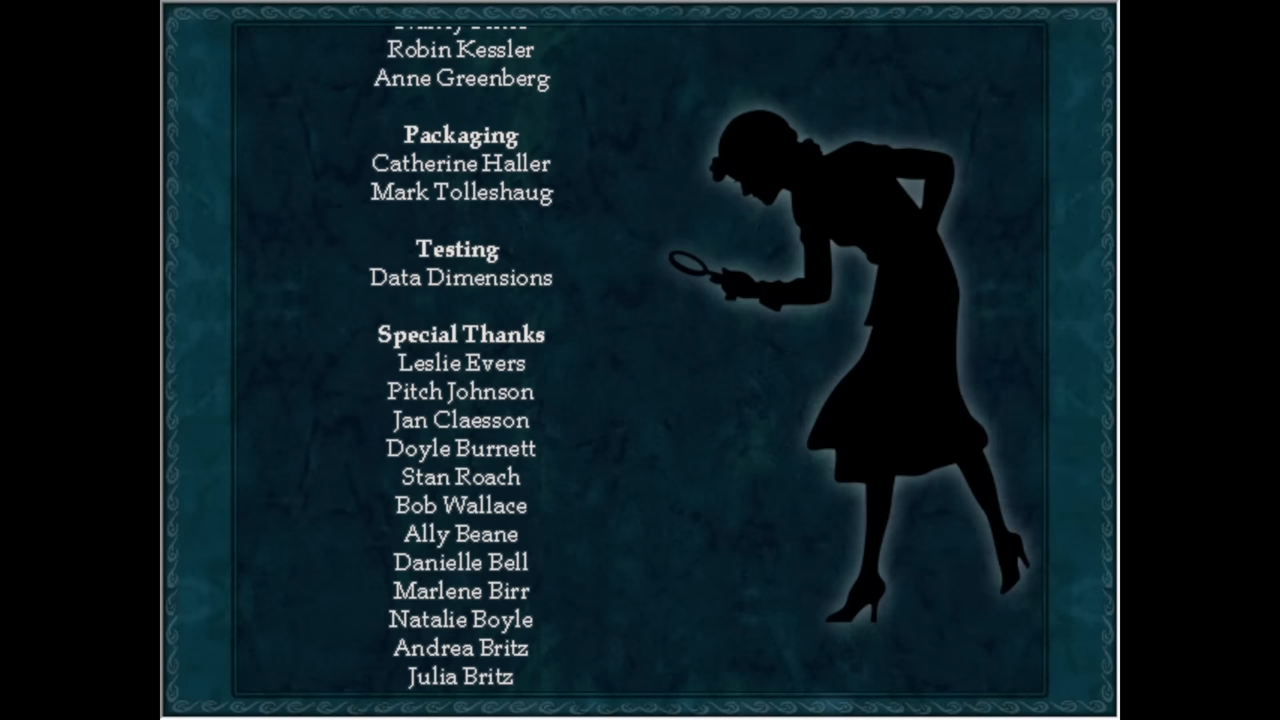 Robin Kessler
Anne Greenberg
Packaging
Catherine Haller
Mark Tolleshaug
Testing
Data Dimensions
Special Thanks
Leslie Evers
Pitch Johnson
Jan Claesson
Doyle Burnett
Stan Roach
Bob Wallace
Ally Beane
Danielle Bell
Marlene Birr
Natalie Boyle
Andrea Britz
Julia Britz